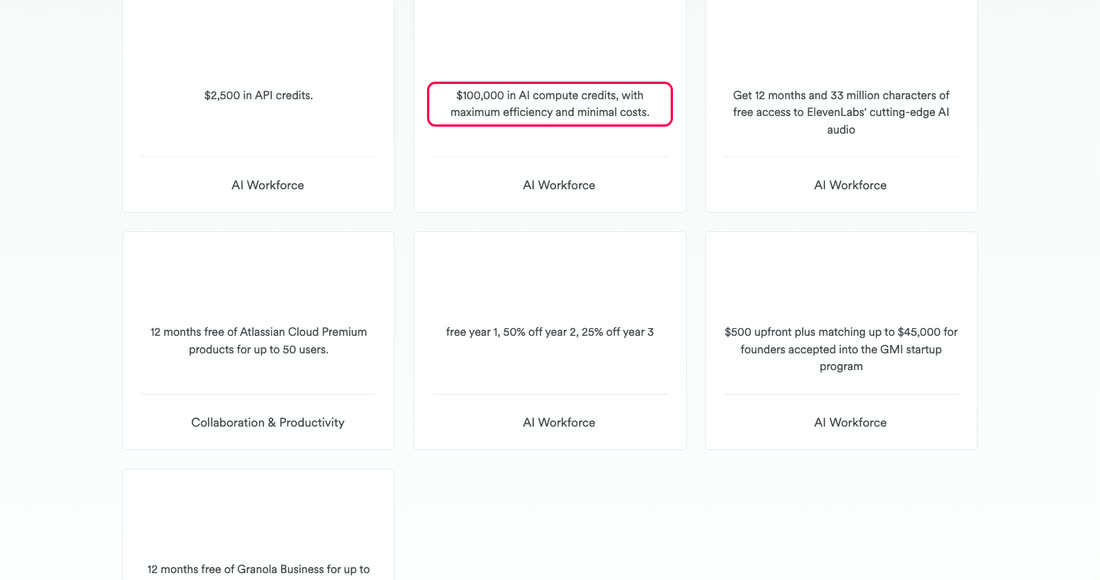 $2,500 in API credits.
AI Workforce
$100,000 in AI compute credits, with
maximum efficiency and minimal costs.
AI Workforce
Get 12 months and 33 million characters of
free access to ElevenLabs' cutting-edge AI
audio
AI Workforce
12 months free of Atlassian Cloud Premium
products for up to 50 users.
Collaboration & Productivity
free year 1, 50% off year 2, 25% off year 3
AI Workforce
$500 upfront plus matching up to $45,000 for
founders accepted into the GMI startup
program
AI Workforce
12 months free of Granola Business for up to